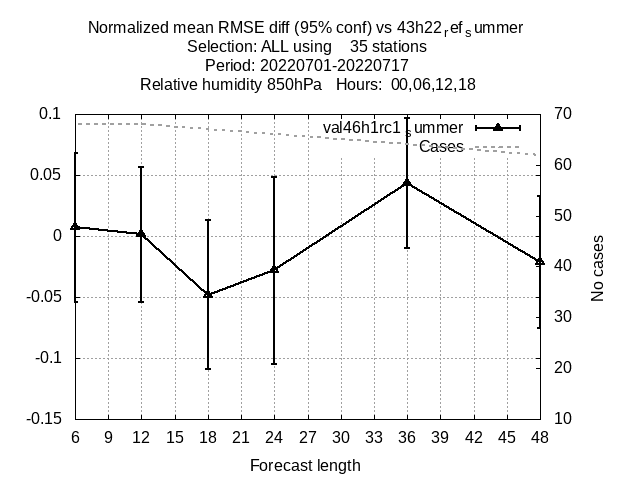 Normalized mean RMSE diff (95% conf) vs 43h22ᵣefₛummer
Selection: ALL using    35 stations
Period: 20220701-20220717
Relative humidity 850hPa   Hours:  00,06,12,18
val46h1rc1ₛummer
Cases
0.1
0.05
0
-0.05
-0.1
-0.15
70
60
50
40
30
20
10
No cases
6 9 12 15 18 21 24 27 30 33 36 39 42 45 48
Forecast length